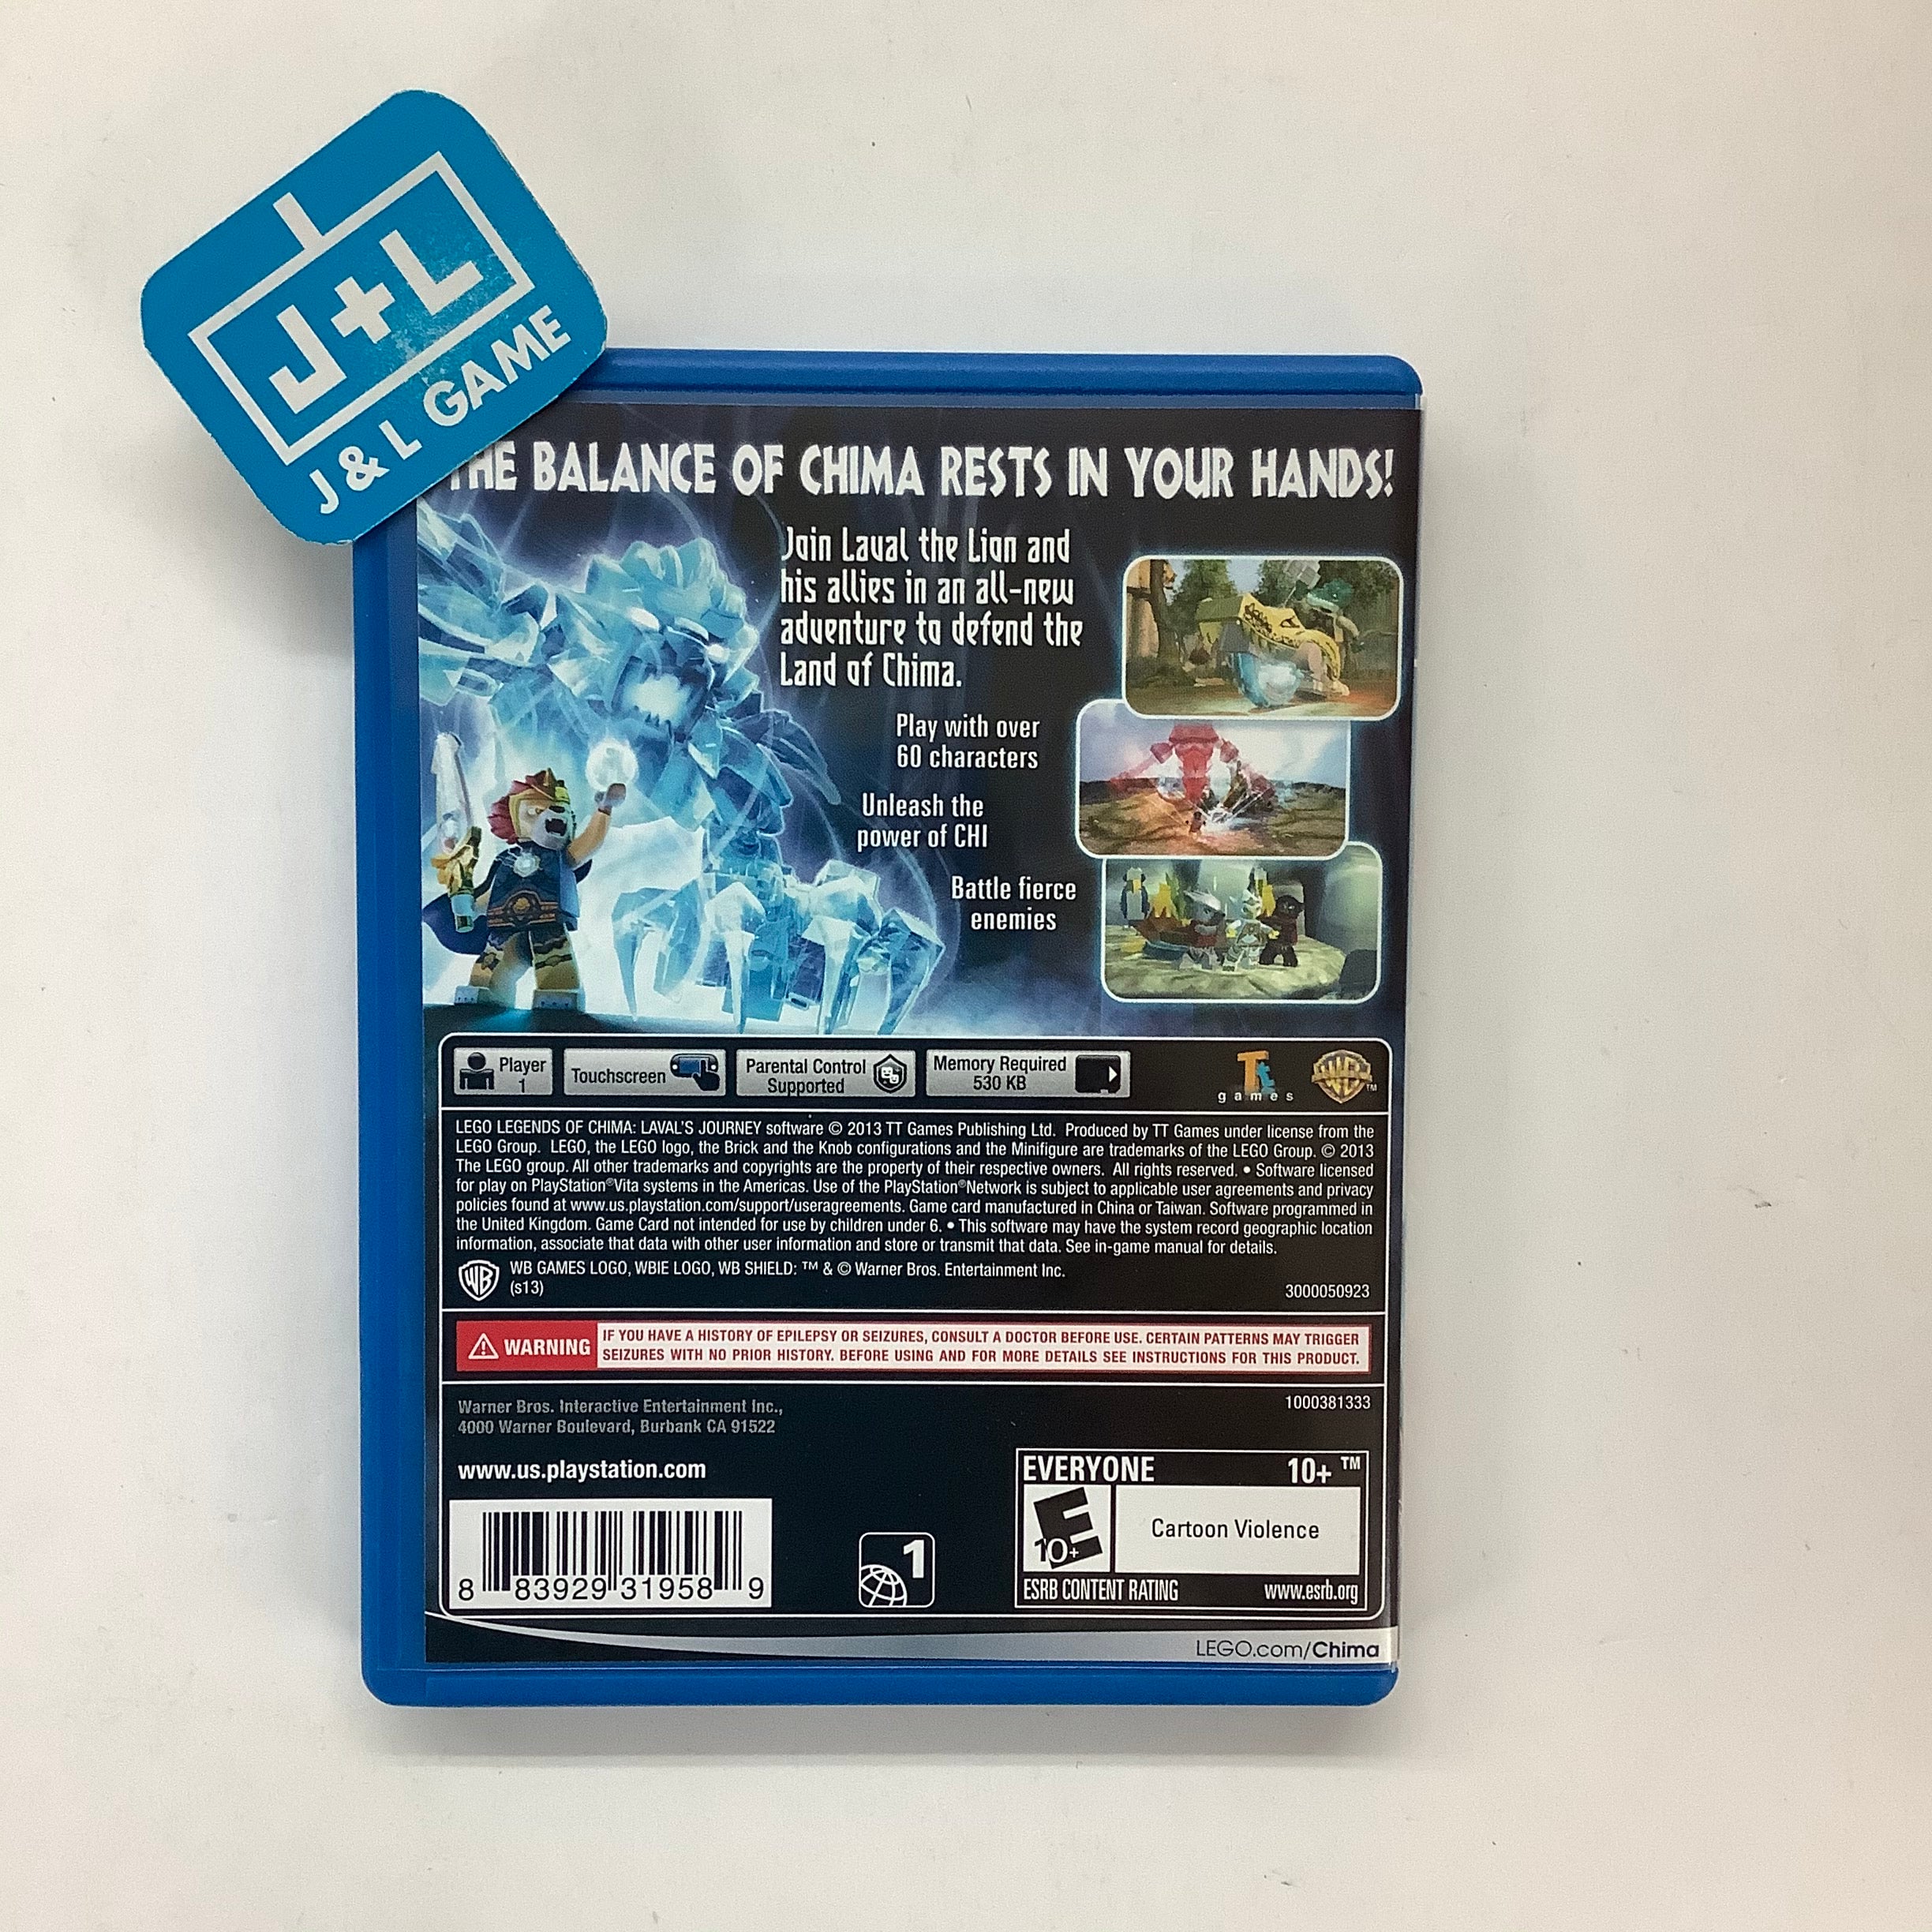 J+L
J & L GAME
THE BALANCE OF CHIMA RESTS IN YOUR HANDS!
Join Laval the Lion and
his allies in an all-new
adventure to defend the
Land of Chima.
Play with over
60 characters
Unleash the
power of CHI
Battle fierce
enemies
Player
1
Touchscreen
Parental Control
Supported
Memory Required
530 KB
Tt
games
WB TM
LEGO LEGENDS OF CHIMA: LAVAL'S JOURNEY software © 2013 TT Games Publishing Ltd. Produced by TT Games under license from the
LEGO Group. LEGO, the LEGO logo, the Brick and the Knob configurations and the Minifigure are trademarks of the LEGO Group. © 2013
The LEGO group. All other trademarks and copyrights are the property of their respective owners. All rights reserved. • Software licensed
for play on PlayStation®Vita systems in the Americas. Use of the PlayStation®Network is subject to applicable user agreements and privacy
policies found at www.us.playstation.com/support/useragreements. Game card manufactured in China or Taiwan. Software programmed in
the United Kingdom. Game Card not intended for use by children under 6. • This software may have the system record geographic location
information, associate that data with other user information and store or transmit that data. See in-game manual for details.
WB
WB GAMES LOGO, WBIE LOGO, WB SHIELD: ™ & © Warner Bros. Entertainment Inc.
(s13)
3000050923
WARNING
IF YOU HAVE A HISTORY OF EPILEPSY OR SEIZURES, CONSULT A DOCTOR BEFORE USE. CERTAIN PATTERNS MAY TRIGGER
SEIZURES WITH NO PRIOR HISTORY. BEFORE USING AND FOR MORE DETAILS SEE INSTRUCTIONS FOR THIS PRODUCT.
Warner Bros. Interactive Entertainment Inc.,
4000 Warner Boulevard, Burbank CA 91522
1000381333
www.us.playstation.com
8 83929 31958 9
1
EVERYONE 10+ ™
E
10+
Cartoon Violence
ESRB CONTENT RATING www.esrb.org
LEGO.com/Chima